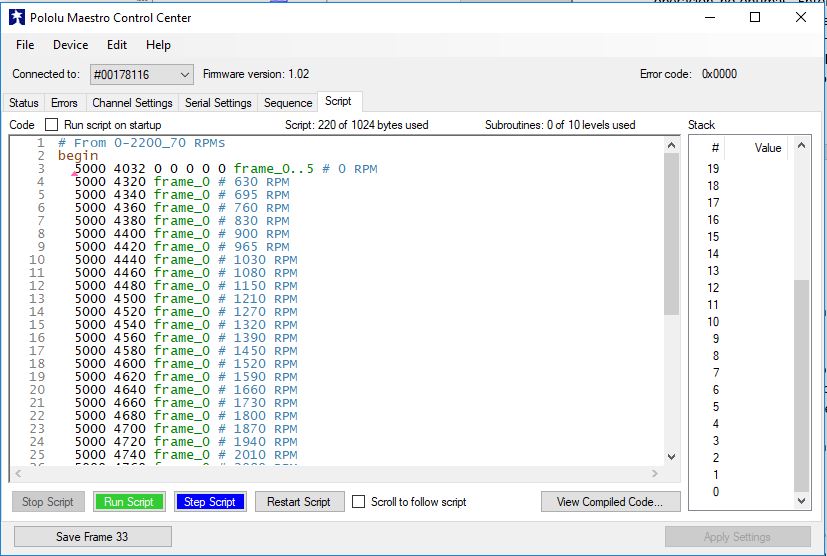 Pololu Maestro Control Center
File Device Edit Help
Connected to: #00178116 Firmware version: 1.02 Error code: 0x0000
Status Errors Channel Settings Serial Settings Sequence Script
Code Run script on startup Script: 220 of 1024 bytes used Subroutines: 0 of 10 levels used Stack
1 # From 0-2200_70 RPMs
2 begin
3 5000 4032 0 0 0 0 0 frame_0..5 # 0 RPM
4 5000 4320 frame_0 # 630 RPM
5 5000 4340 frame_0 # 695 RPM
6 5000 4360 frame_0 # 760 RPM
7 5000 4380 frame_0 # 830 RPM
8 5000 4400 frame_0 # 900 RPM
9 5000 4420 frame_0 # 965 RPM
10 5000 4440 frame_0 # 1030 RPM
11 5000 4460 frame_0 # 1080 RPM
12 5000 4480 frame_0 # 1150 RPM
13 5000 4500 frame_0 # 1210 RPM
14 5000 4520 frame_0 # 1270 RPM
15 5000 4540 frame_0 # 1320 RPM
16 5000 4560 frame_0 # 1390 RPM
17 5000 4580 frame_0 # 1450 RPM
18 5000 4600 frame_0 # 1520 RPM
19 5000 4620 frame_0 # 1590 RPM
20 5000 4640 frame_0 # 1660 RPM
21 5000 4660 frame_0 # 1730 RPM
22 5000 4680 frame_0 # 1800 RPM
23 5000 4700 frame_0 # 1870 RPM
24 5000 4720 frame_0 # 1940 RPM
25 5000 4740 frame_0 # 2010 RPM
# Value
19
18
17
16
15
14
13
12
11
10
9
8
7
6
5
4
3
2
1
0
Stop Script Run Script Step Script Restart Script Scroll to follow script View Compiled Code...
Save Frame 33 Apply Settings